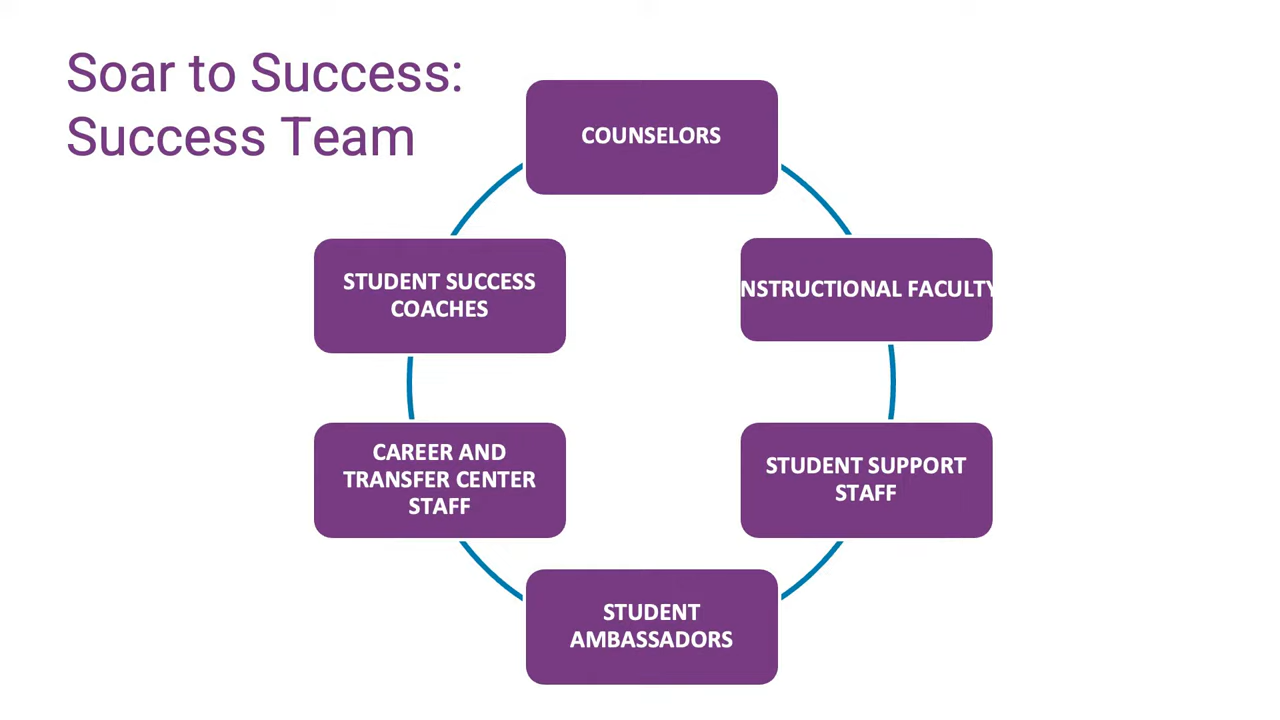 Soar to Success:
Success Team
COUNSELORS
INSTRUCTIONAL FACULTY
STUDENT SUPPORT
STAFF
STUDENT
AMBASSADORS
CAREER AND
TRANSFER CENTER
STAFF
STUDENT SUCCESS
COACHES